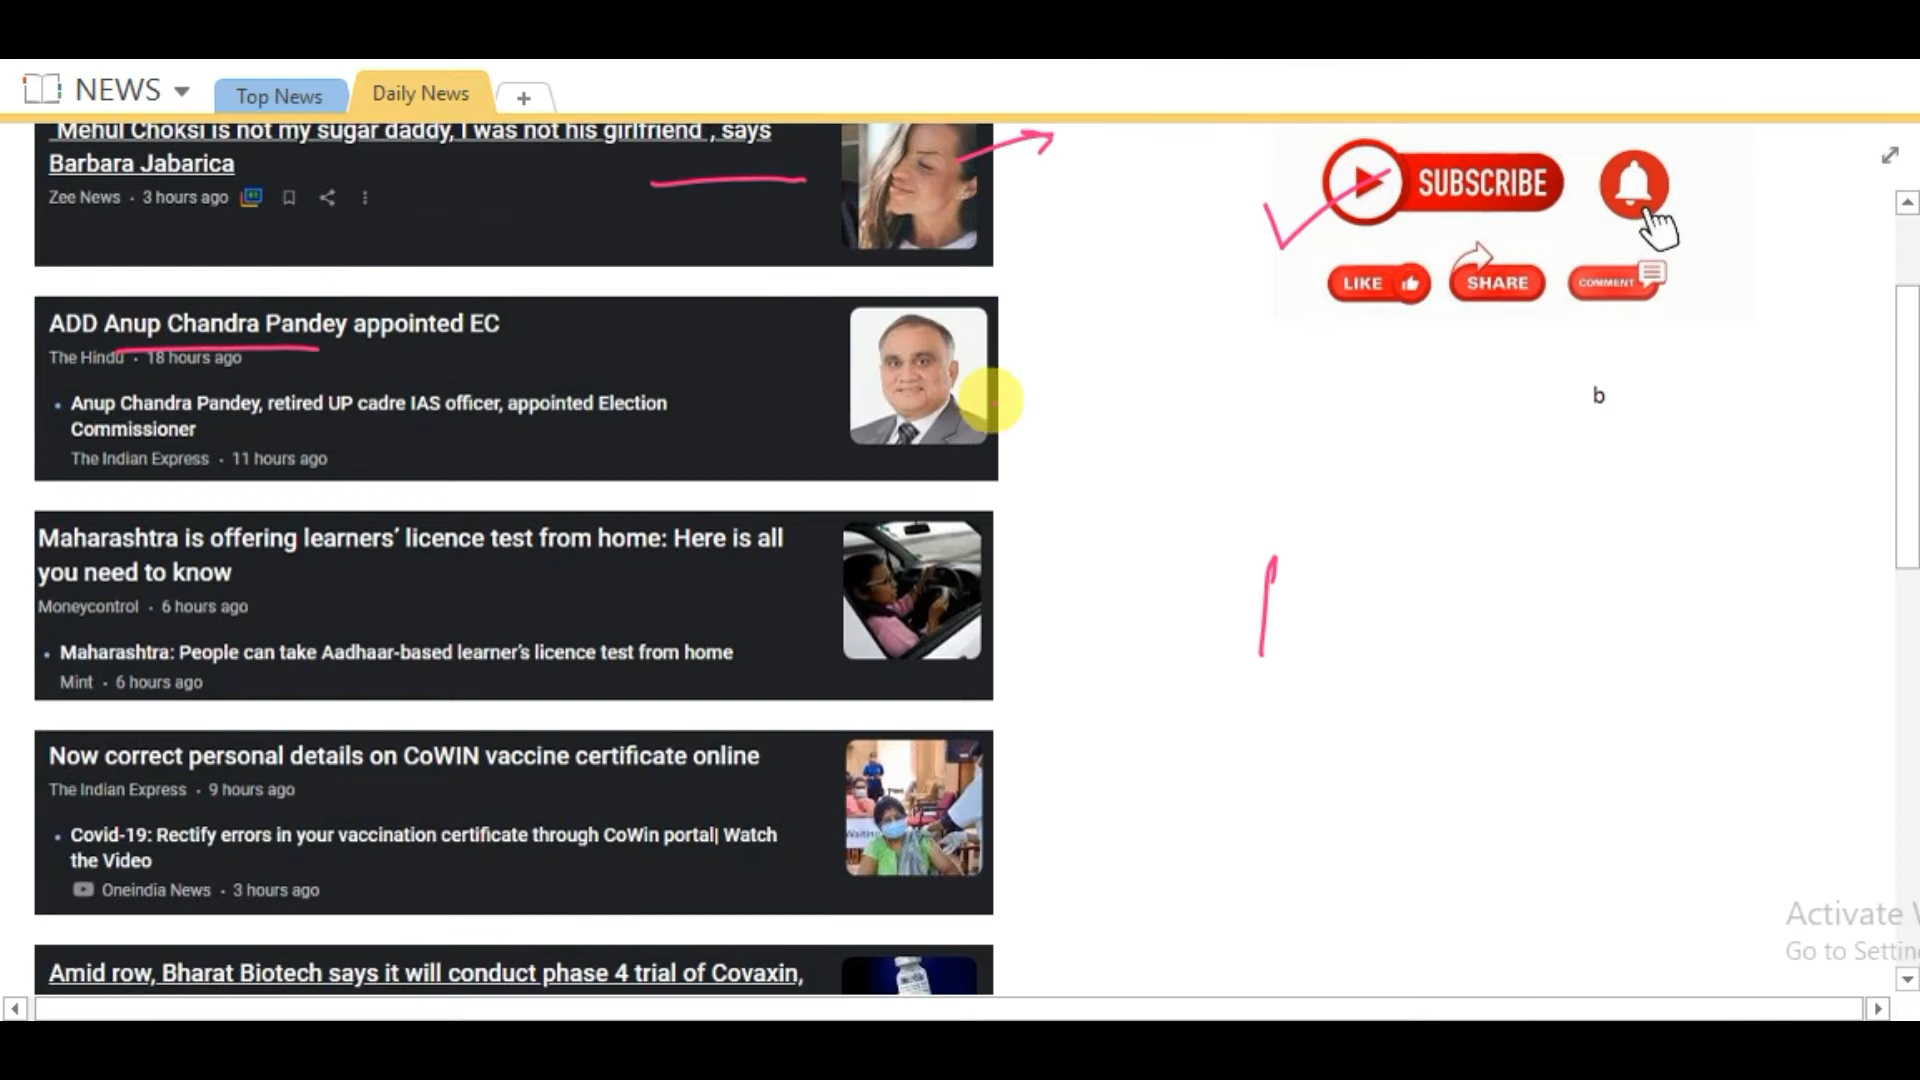 NEWS
Top News
Daily News
"Mehul Choksi is not my sugar daddy, I was not his girlfriend", says
Barbara Jabarica
Zee News · 3 hours ago
SUBSCRIBE
LIKE
SHARE
COMMENT
ADD Anup Chandra Pandey appointed EC
The Hindu · 18 hours ago
• Anup Chandra Pandey, retired UP cadre IAS officer, appointed Election
Commissioner
The Indian Express · 11 hours ago
b
Maharashtra is offering learners’ licence test from home: Here is all
you need to know
Moneycontrol · 6 hours ago
• Maharashtra: People can take Aadhaar-based learner’s licence test from home
Mint · 6 hours ago
Now correct personal details on CoWIN vaccine certificate online
The Indian Express · 9 hours ago
• Covid-19: Rectify errors in your vaccination certificate through CoWin portal| Watch
the Video
Oneindia News · 3 hours ago
Waiting
Amid row, Bharat Biotech says it will conduct phase 4 trial of Covaxin,
Activate
Go to Settin